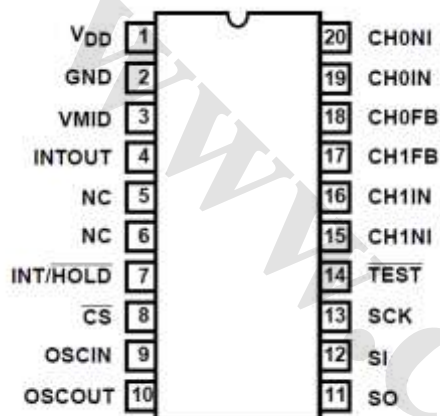 VDD 1 20 CH0NI
GND 2 19 CH0IN
VMID 3 18 CH0FB
INTOUT 4 17 CH1FB
NC 5 16 CH1IN
NC 6 15 CH1NI
INT/HOLD 7 14 TEST
CS 8 13 SCK
OSCIN 9 12 SI
OSCOUT 10 11 SO
www.